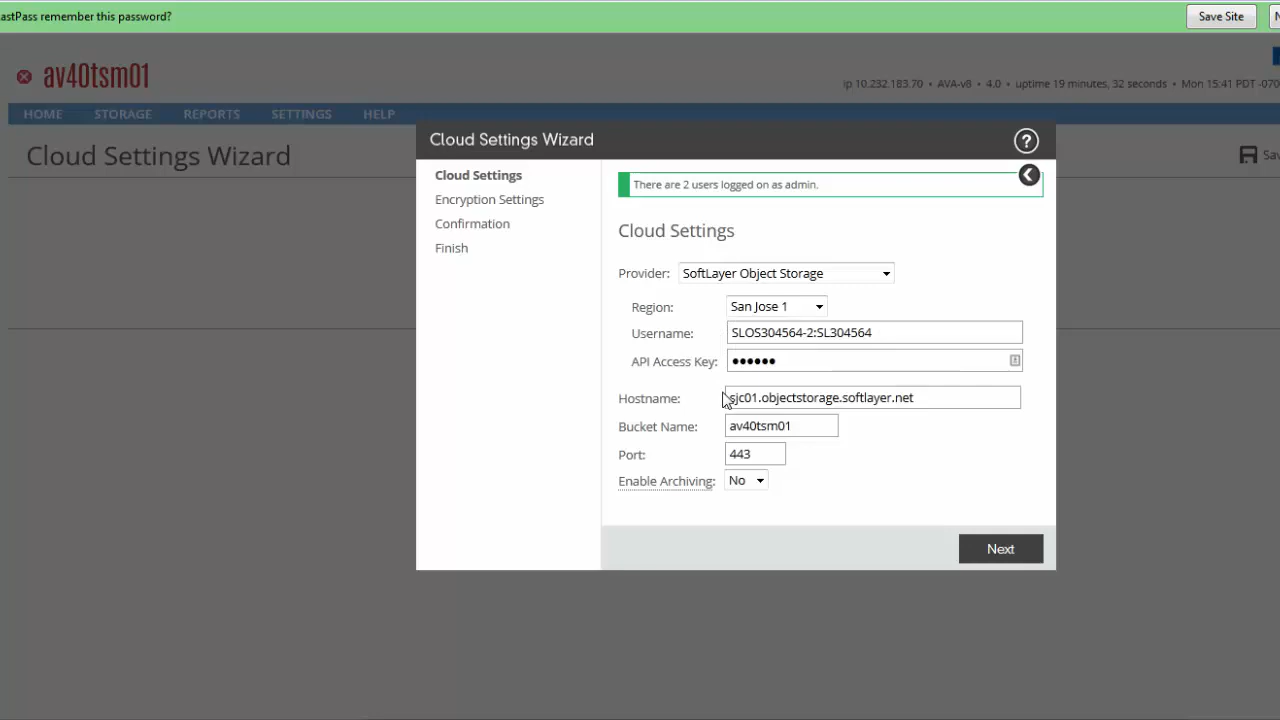 astPass remember this password?
Save Site
av40tsm01
ip 10.232.183.70 • AVA-v8 • 4.0 • uptime 19 minutes, 32 seconds • Mon 15:41 PDT -070
HOME STORAGE REPORTS SETTINGS HELP
Cloud Settings Wizard
Sav
Cloud Settings Wizard
?
Cloud Settings
Encryption Settings
Confirmation
Finish
There are 2 users logged on as admin.
Cloud Settings
Provider: SoftLayer Object Storage
Region: San Jose 1
Username: SLOS304564-2:SL304564
API Access Key: ●●●●●●
Hostname: sjc01.objectstorage.softlayer.net
Bucket Name: av40tsm01
Port: 443
Enable Archiving: No
Next